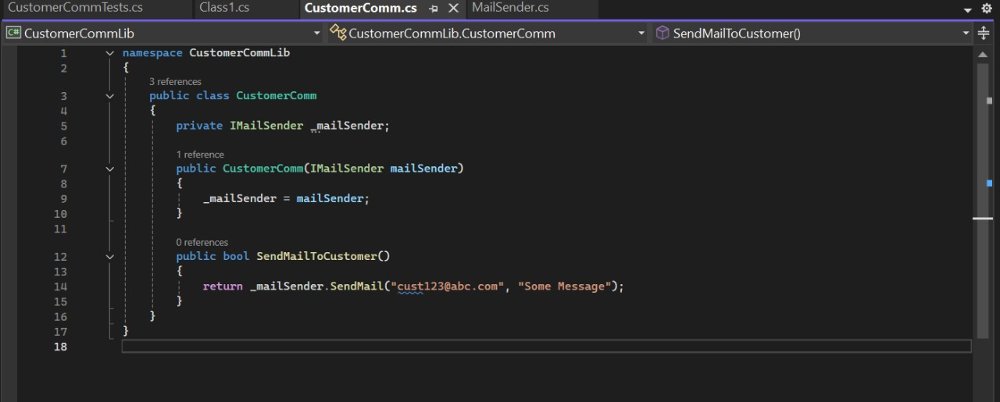 CustomerCommTests.cs Class1.cs CustomerComm.cs MailSender.cs
C# CustomerCommLib CustomerCommLib.CustomerComm SendMailToCustomer()
1 namespace CustomerCommLib
2 {
3 references
3 public class CustomerComm
4 {
5 private IMailSender _mailSender;
6
1 reference
7 public CustomerComm(IMailSender mailSender)
8 {
9 _mailSender = mailSender;
10 }
11
0 references
12 public bool SendMailToCustomer()
13 {
14 return _mailSender.SendMail("cust123@abc.com", "Some Message");
15 }
16 }
17 }
18